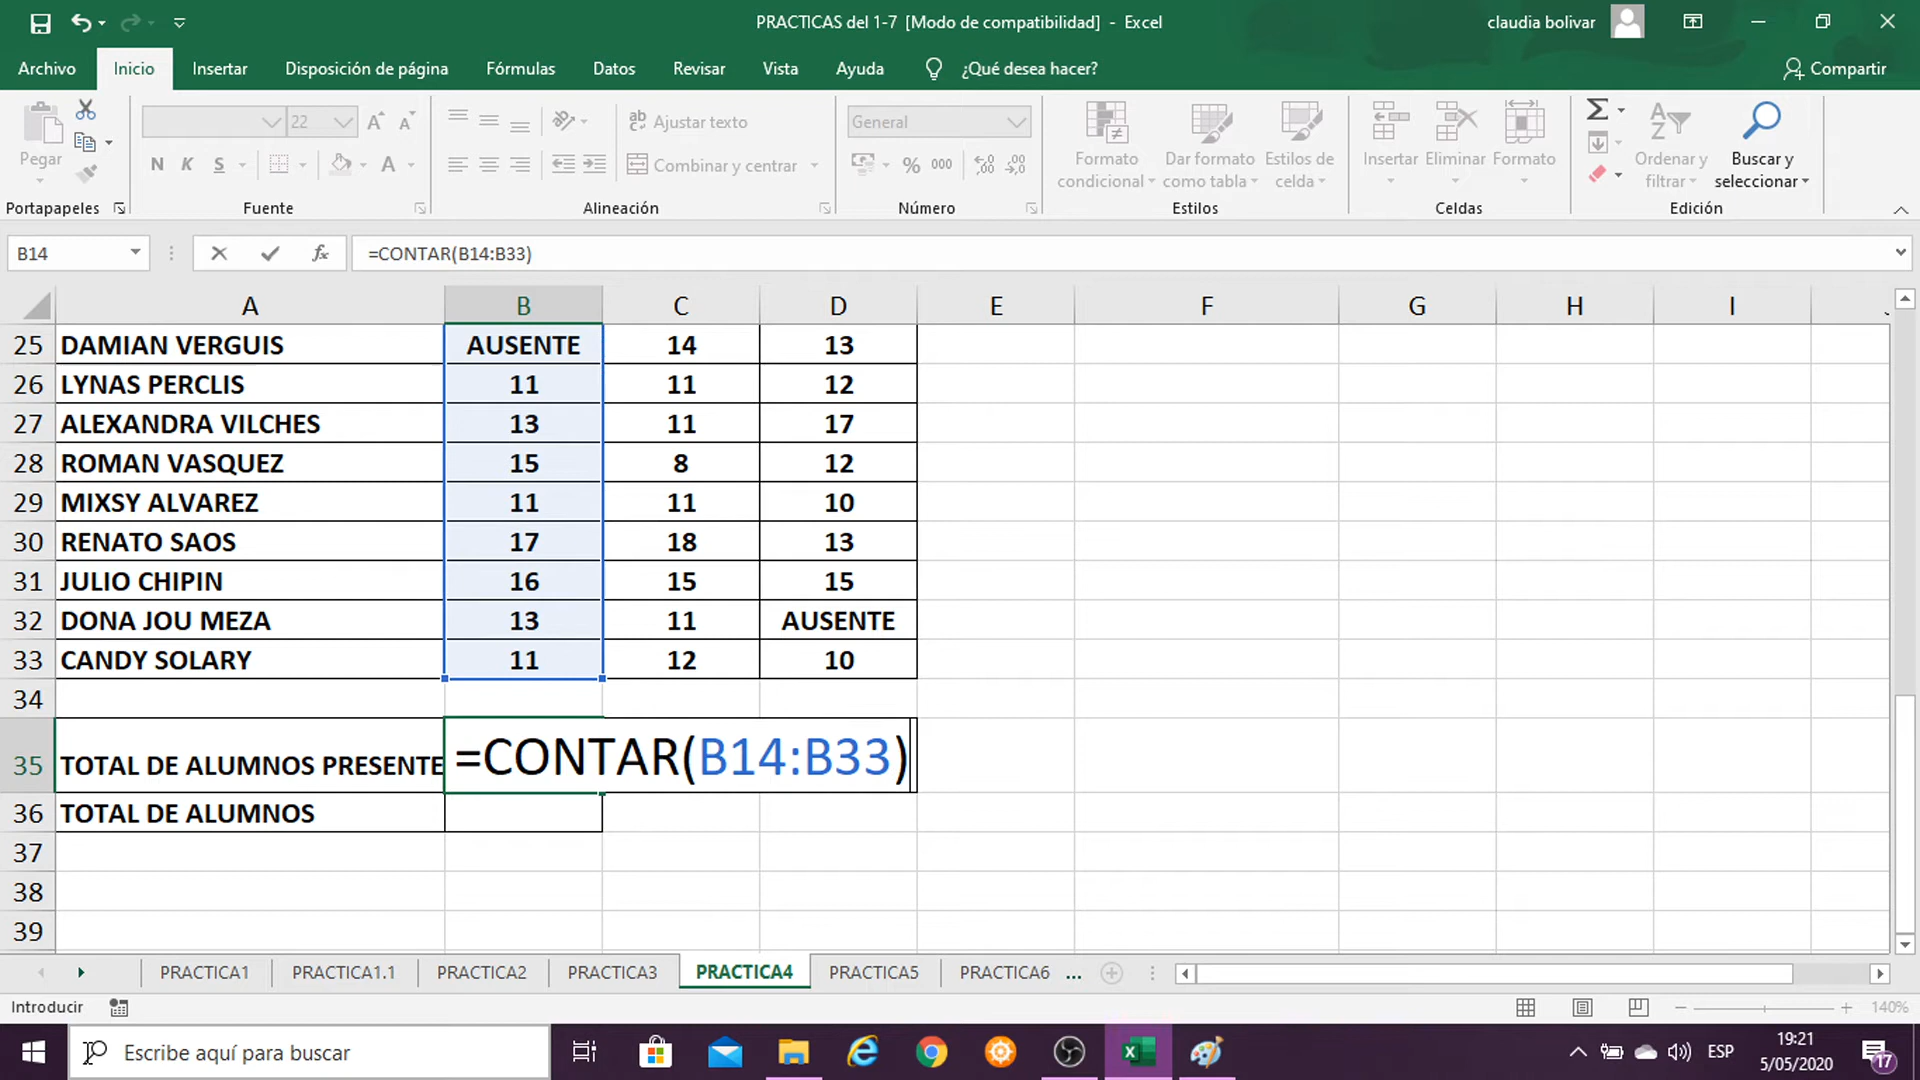 PRACTICAS del 1-7 [Modo de compatibilidad] - Excel
claudia bolivar
Archivo Inicio Insertar Disposición de página Fórmulas Datos Revisar Vista Ayuda ¿Qué desea hacer? Compartir
Pegar
22
Ajustar texto
General
N K S
Combinar y centrar
% 000
Formato condicional
Dar formato como tabla
Estilos de celda
Insertar
Eliminar
Formato
Ordenar y filtrar
Buscar y seleccionar
Portapapeles Fuente Alineación Número Estilos Celdas Edición
B14 fx =CONTAR(B14:B33)
A B C D E F G H I
25 DAMIAN VERGUIS AUSENTE 14 13
26 LYNAS PERCLIS 11 11 12
27 ALEXANDRA VILCHES 13 11 17
28 ROMAN VASQUEZ 15 8 12
29 MIXSY ALVAREZ 11 11 10
30 RENATO SAOS 17 18 13
31 JULIO CHIPIN 16 15 15
32 DONA JOU MEZA 13 11 AUSENTE
33 CANDY SOLARY 11 12 10
34
35 TOTAL DE ALUMNOS PRESENTE =CONTAR(B14:B33)
36 TOTAL DE ALUMNOS
37
38
39
PRACTICA1 PRACTICA1.1 PRACTICA2 PRACTICA3 PRACTICA4 PRACTICA5 PRACTICA6 ...
Introducir 140%
Escribe aquí para buscar
ESP
19:21
5/05/2020
17